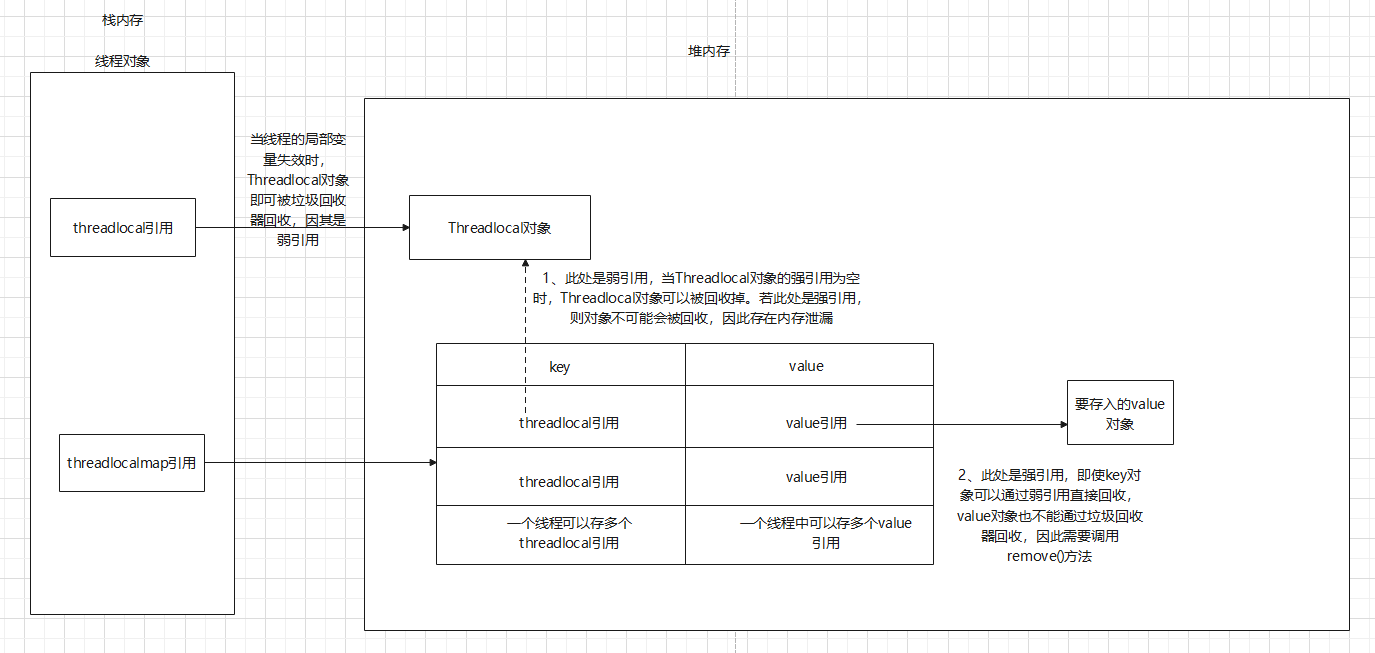 栈内存
线程对象
堆内存
当线程的局部变
量失效时，
Threadlocal对象
即可被垃圾回收
器回收，因其是
弱引用
threadlocal引用
Threadlocal对象
1、此处是弱引用，当Threadlocal对象的强引用为空
时，Threadlocal对象可以被回收掉。若此处是强引用，
则对象不可能会被回收，因此存在内存泄漏
key
value
threadlocal引用
value引用
要存入的value
对象
threadlocalmap引用
threadlocal引用
value引用
2、此处是强引用，即使key对
象可以通过弱引用直接回收，
value对象也不能通过垃圾回收
器回收，因此需要调用
remove()方法
一个线程可以存多个
threadlocal引用
一个线程中可以存多个value
引用